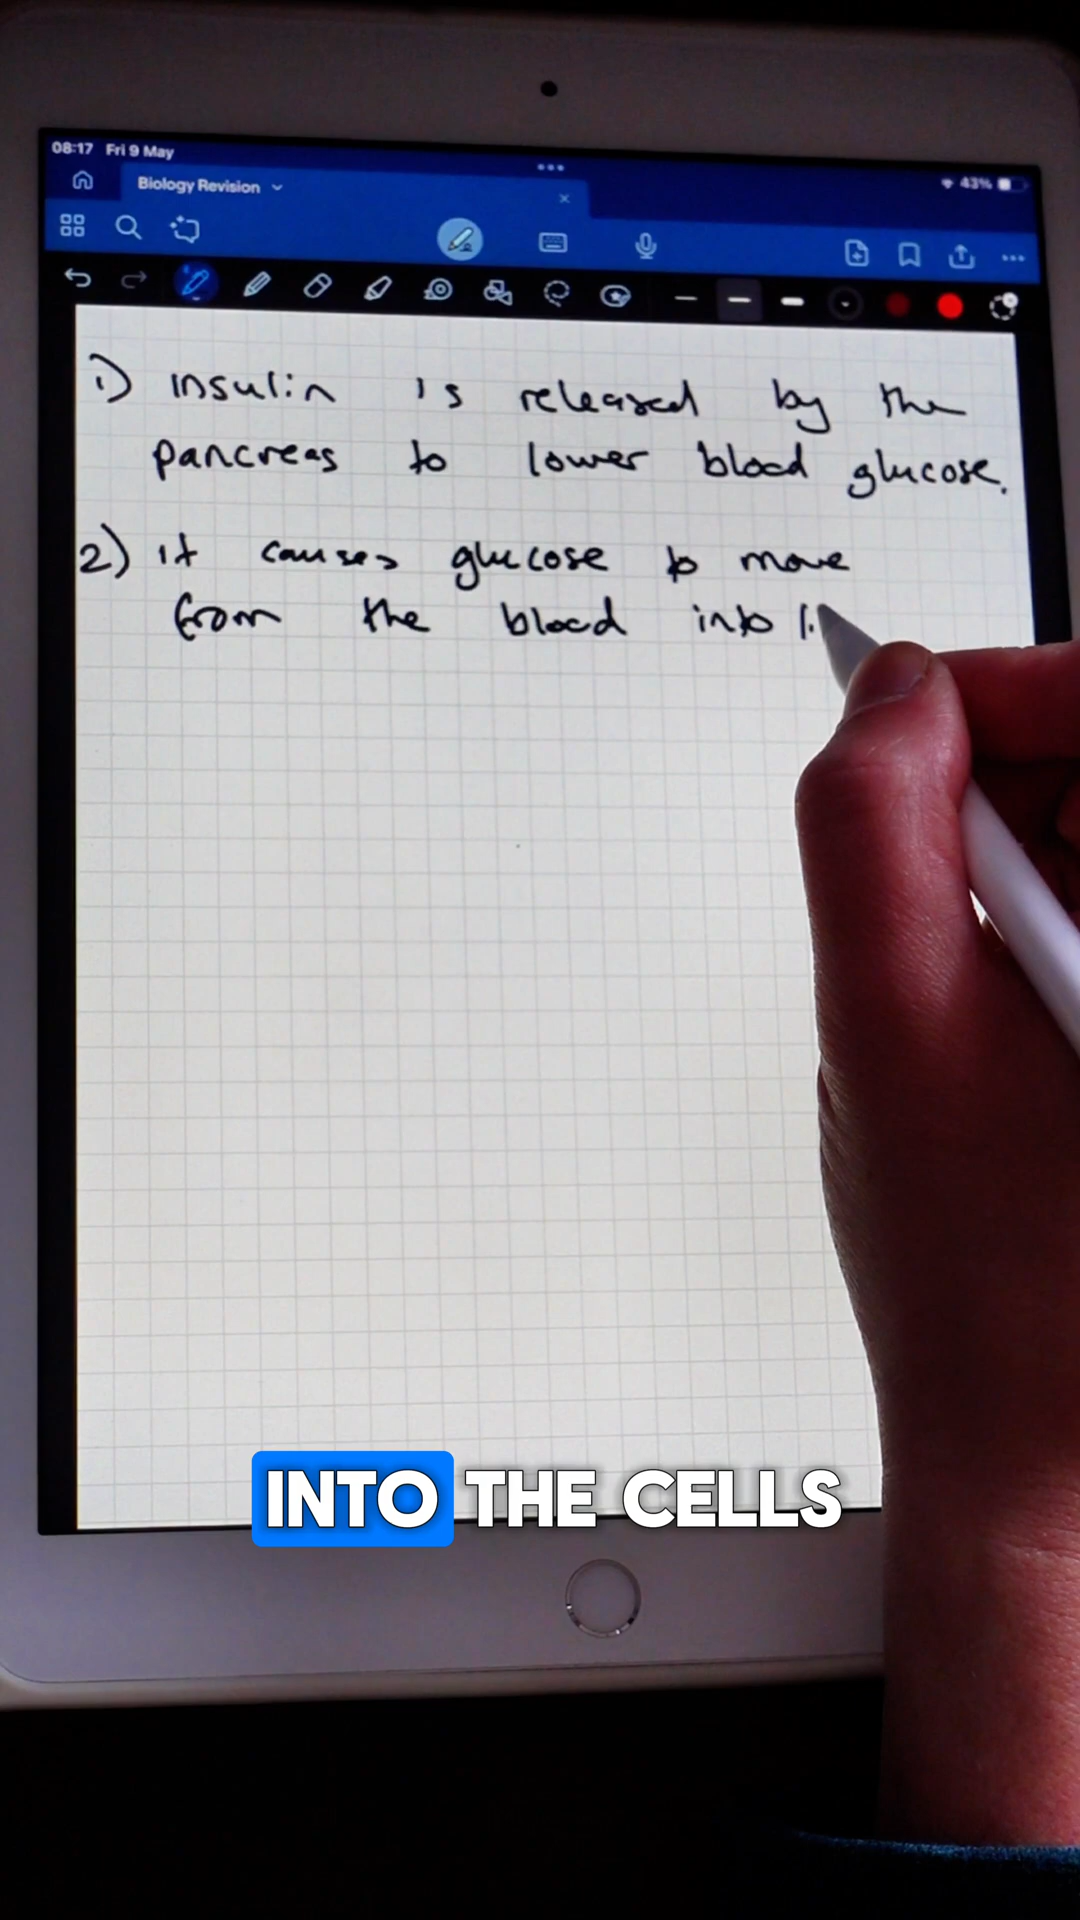 08:17 Fri 9 May
43%
Biology Revision
1) insulin is released by the
pancreas to lower blood glucose.
2) it causes glucose to move
from the blood into
INTO THE CELLS